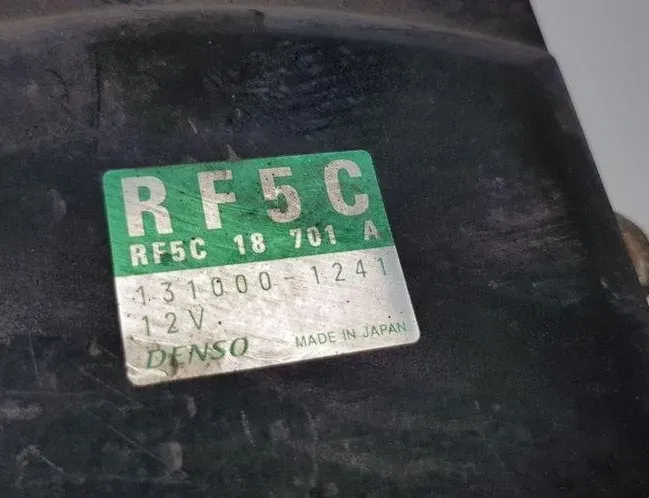 RF5C
RF5C 18 701 A
131000-1241
12V.
DENSO MADE IN JAPAN